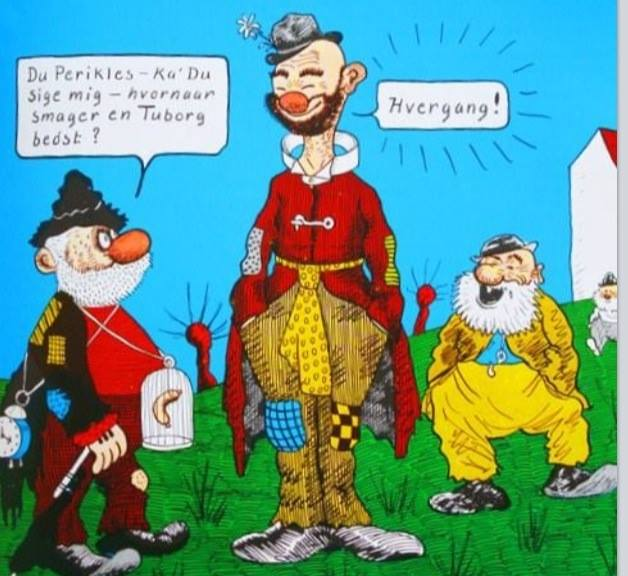 Du Perikles - Ka' Du
sige mig - hvornaar
smager en Tuborg
bedst ?
Hvergang!